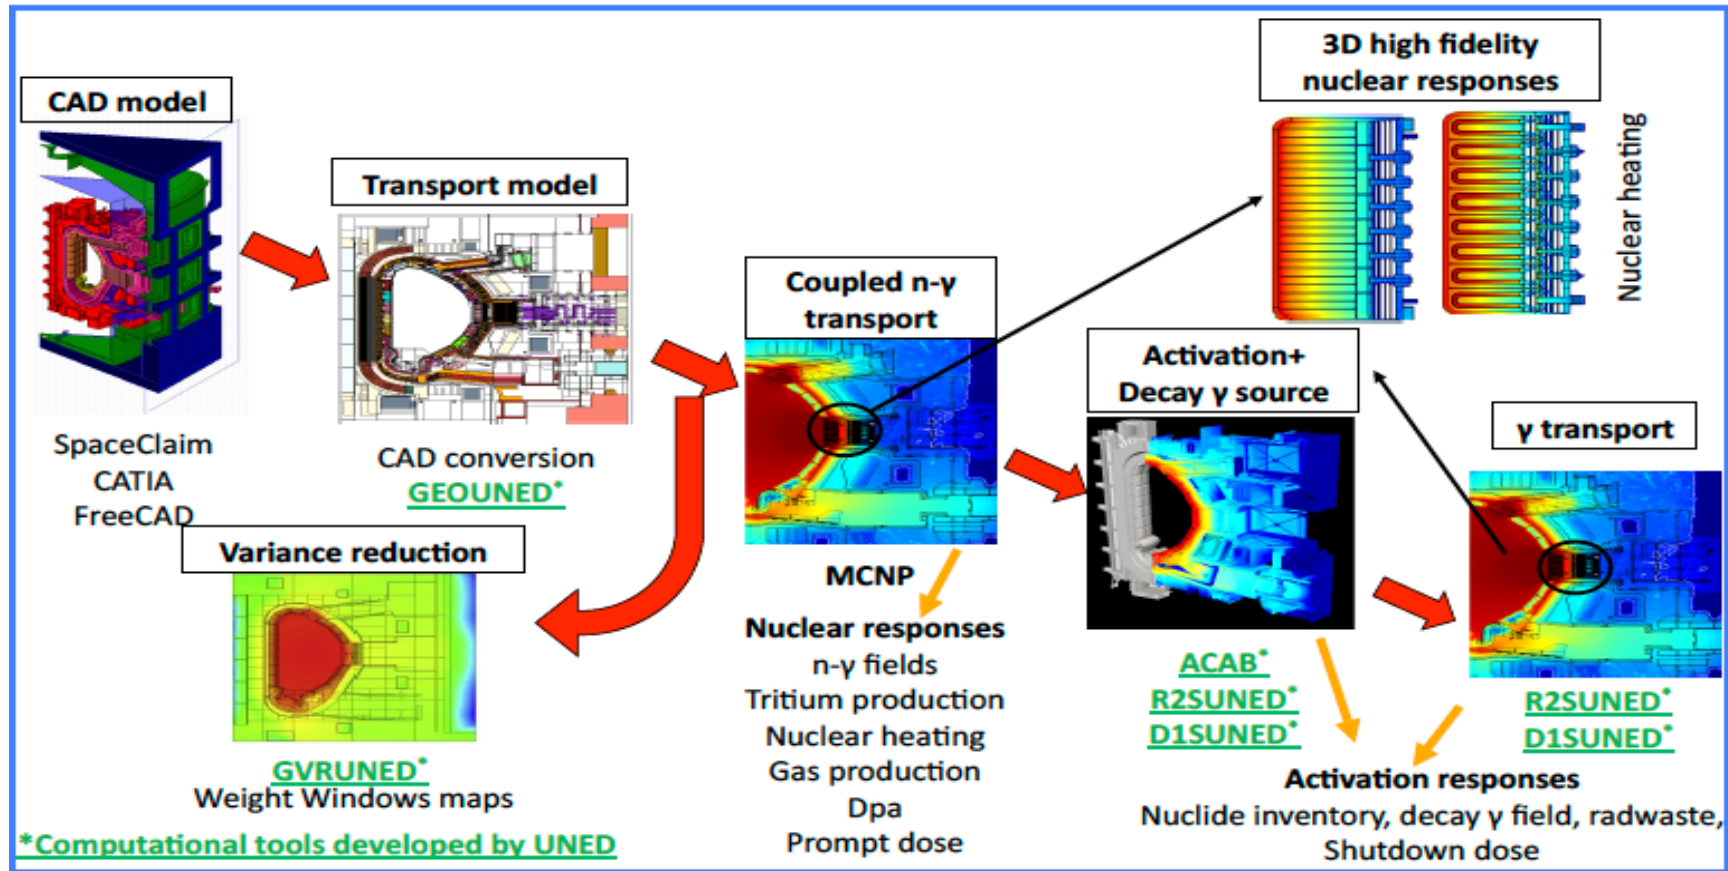 CAD model
SpaceClaim
CATIA
FreeCAD
Transport model
CAD conversion
GEOUNED*
Variance reduction
GVRUNED*
Weight Windows maps
*Computational tools developed by UNED
Coupled n-γ
transport
MCNP
Nuclear responses
n-γ fields
Tritium production
Nuclear heating
Gas production
Dpa
Prompt dose
3D high fidelity
nuclear responses
Nuclear heating
Activation+
Decay γ source
ACAB*
R2SUNED*
D1SUNED*
γ transport
R2SUNED*
D1SUNED*
Activation responses
Nuclide inventory, decay γ field, radwaste,
Shutdown dose